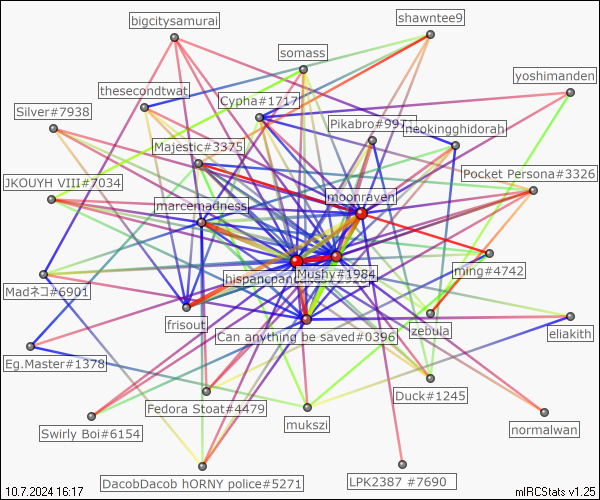 bigcitysamurai
shawntee9
somass
yoshimanden
thesecondtwat
Cypha#1717
Silver#7938
Pikabro#997
neokingghidorah
Majestic#3375
Pocket Persona#3326
JKOUYH VIII#7034
moonraven
marcemadness
ming#4742
hispancpan
Mushy#1984
Madネコ#6901
frisout
zebula
eliakith
Can anything be saved#0396
Eg.Master#1378
Duck#1245
Fedora Stoat#4479
mukszi
normalwan
Swirly Boi#6154
DacobDacob hORNY police#5271
LPK2387 #7690
10.7.2024 16:17
mIRCStats v1.25